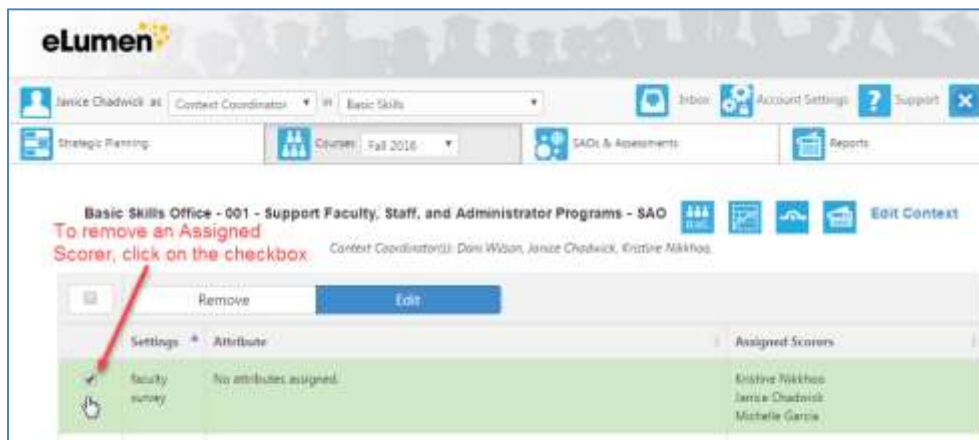 eLumen
Janice Chadwick as Context Coordinator in Basic Skills Inbox Account Settings Support
Strategic Planning Courses Fall 2016 SAOs & Assessments Reports
Basic Skills Office - 001 - Support Faculty, Staff, and Administrator Programs - SAO Edit Context
To remove an Assigned
Scorer, click on the checkbox
Context Coordinator(s): Dani Wilson, Janice Chadwick, Kristine Nikkhoo
Remove Edit
Settings Attribute Assigned Scorers
faculty survey No attributes assigned. Kristine Nikkhoo
Janice Chadwick
Michelle Garcia